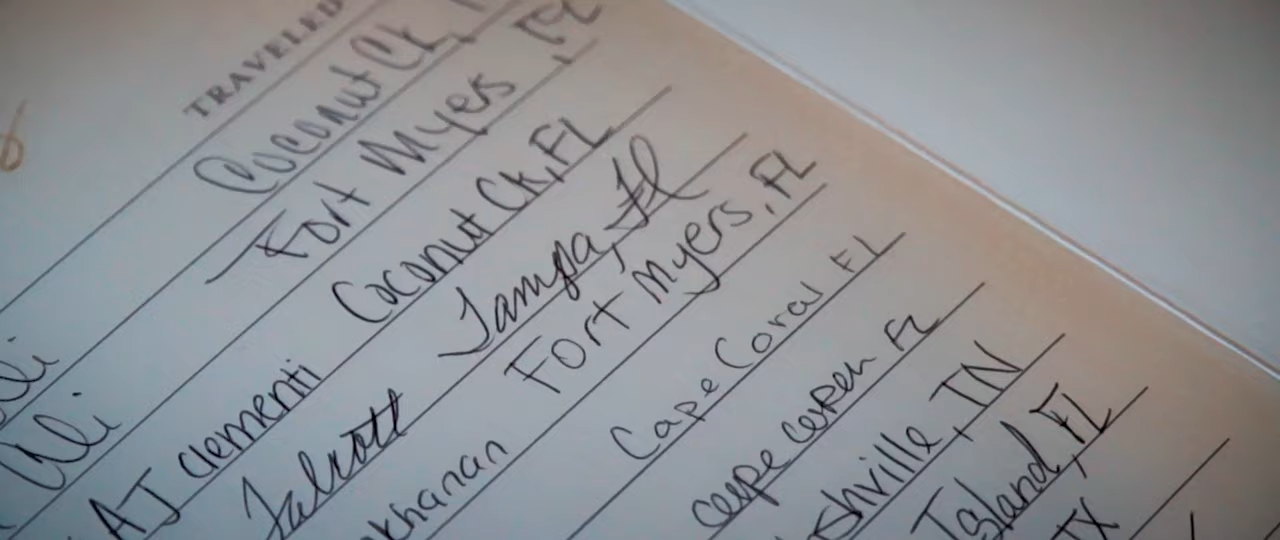 TRAVELED
Coconut Ck,
Fort Myers, FL
AJ Clementi Coconut Ck, FL
Talcott Tampa, Fl
Fort Myers, FL
Cape Coral FL
Cape Coral FL
TN
Island, FL
TX